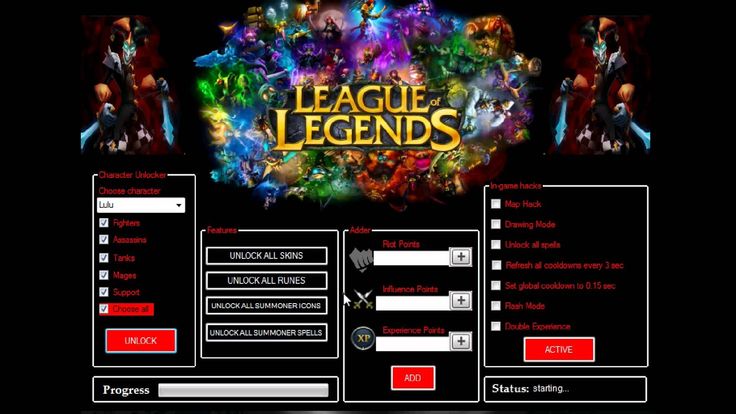 LEAGUE of
LEGENDS
Character Unlocker
Choose character
Lulu
Fighters
Assassins
Tanks
Mages
Support
Choose all
UNLOCK
Features
UNLOCK ALL SKINS
UNLOCK ALL RUNES
UNLOCK ALL SUMMONER ICONS
UNLOCK ALL SUMMONER SPELLS
Adder
Riot Points
+
Influence Points
+
Experience Points
XP
+
ADD
In-game hacks
Map Hack
Drawing Mode
Unlock all spells
Refresh all cooldowns every 3 sec
Set global cooldown to 0.15 sec
Flash Mode
Double Experience
ACTIVE
Progress
Status: starting...